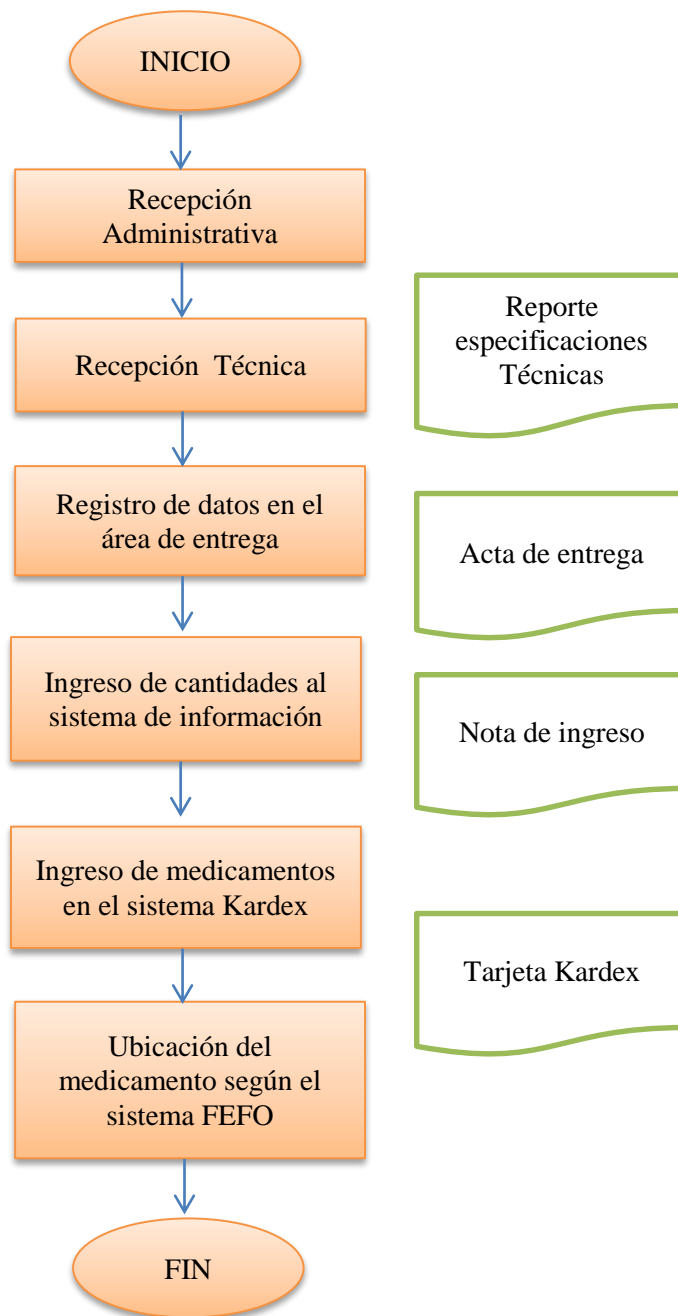 INICIO
Recepción
Administrativa
Reporte
especificaciones
Técnicas
Recepción Técnica
Registro de datos en el
área de entrega
Acta de entrega
Ingreso de cantidades al
sistema de información
Nota de ingreso
Ingreso de medicamentos
en el sistema Kardex
Tarjeta Kardex
Ubicación del
medicamento según el
sistema FEFO
FIN